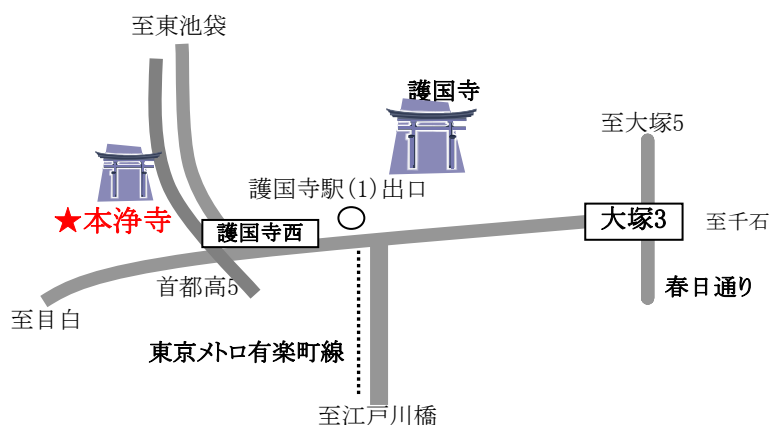 至東池袋
護国寺
至大塚5
護国寺駅(1)出口
★本浄寺
護国寺西
大塚3
至千石
首都高5
春日通り
至目白
東京メトロ有楽町線
至江戸川橋